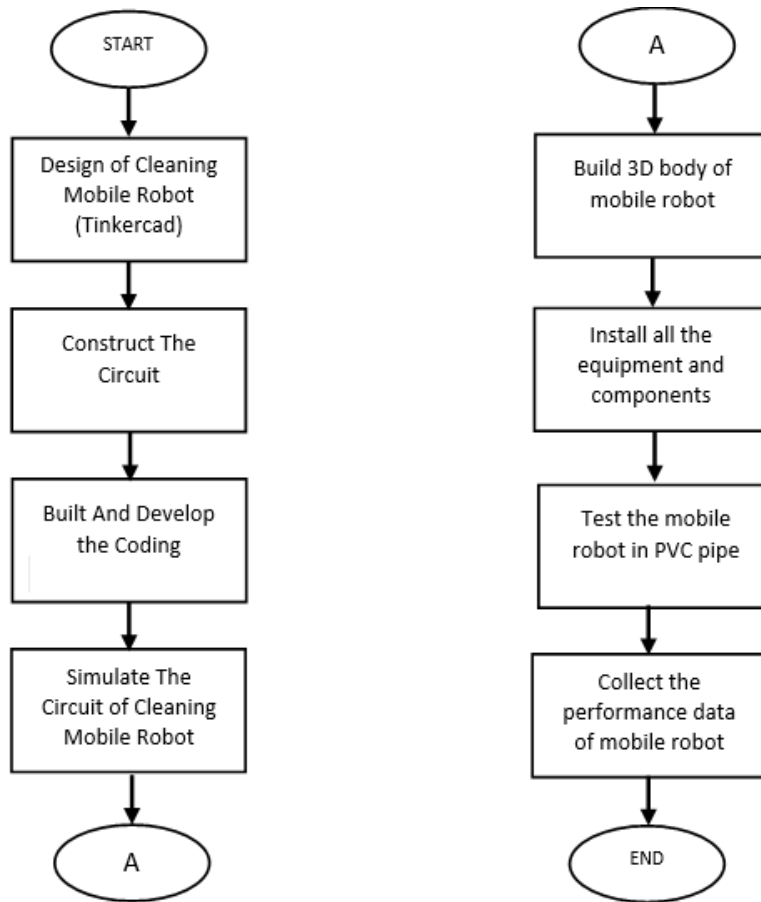 START
Design of Cleaning
Mobile Robot
(Tinkercad)
Construct The
Circuit
Built And Develop
the Coding
Simulate The
Circuit of Cleaning
Mobile Robot
A
A
Build 3D body of
mobile robot
Install all the
equipment and
components
Test the mobile
robot in PVC pipe
Collect the
performance data
of mobile robot
END